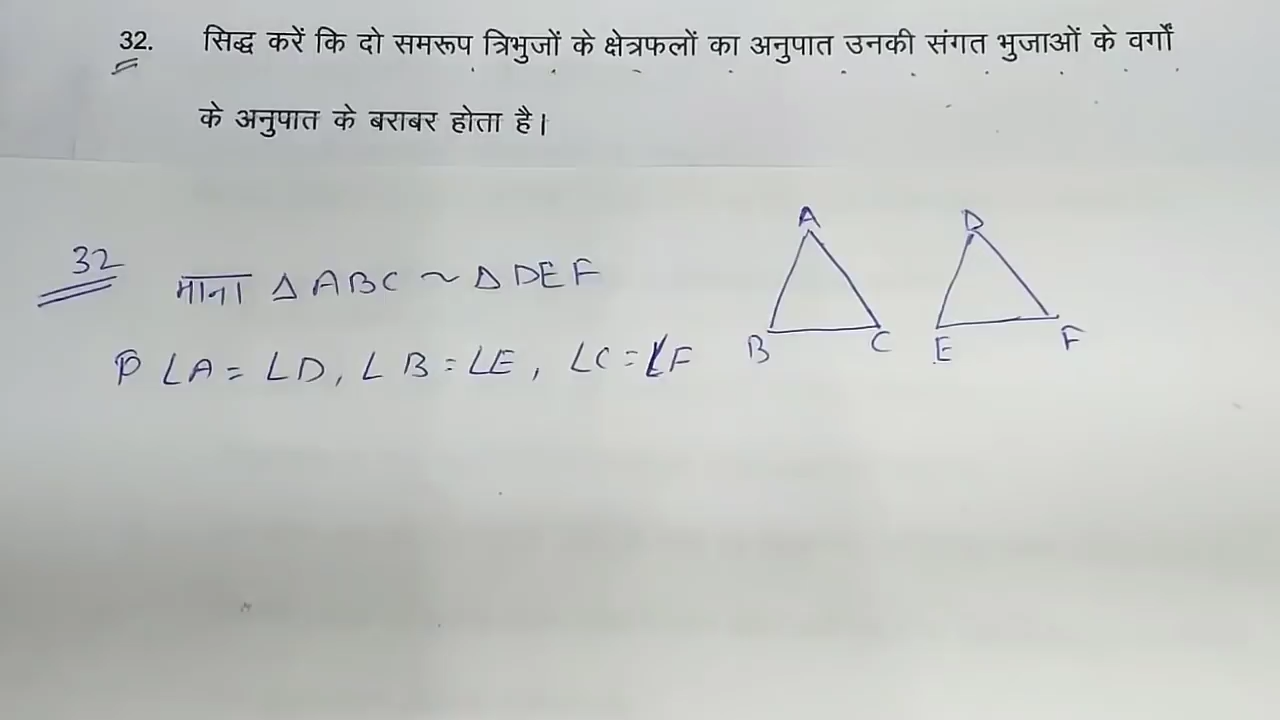 32. सिद्ध करें कि दो समरूप त्रिभुजों के क्षेत्रफलों का अनुपात उनकी संगत भुजाओं के वर्गों
के अनुपात के बराबर होता है।
32 माना Δ ABC ~ Δ DEF
∠A = ∠D, ∠B = ∠E, ∠C = ∠F
A
B C
D
E F